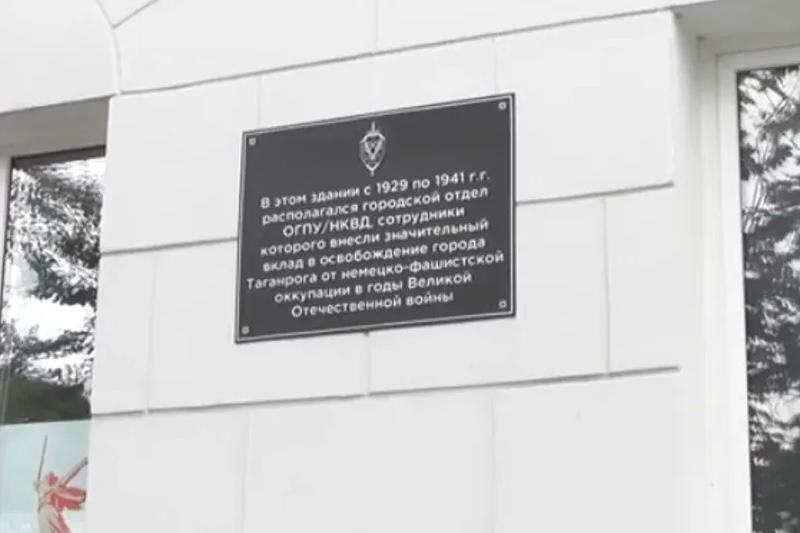 В этом здании с 1929 по 1941 г.г.
располагался городской отдел
ОГПУ/НКВД, сотрудники
которого внесли значительный
вклад в освобождение города
Таганрога от немецко-фашистской
оккупации в годы Великой
Отечественной войны